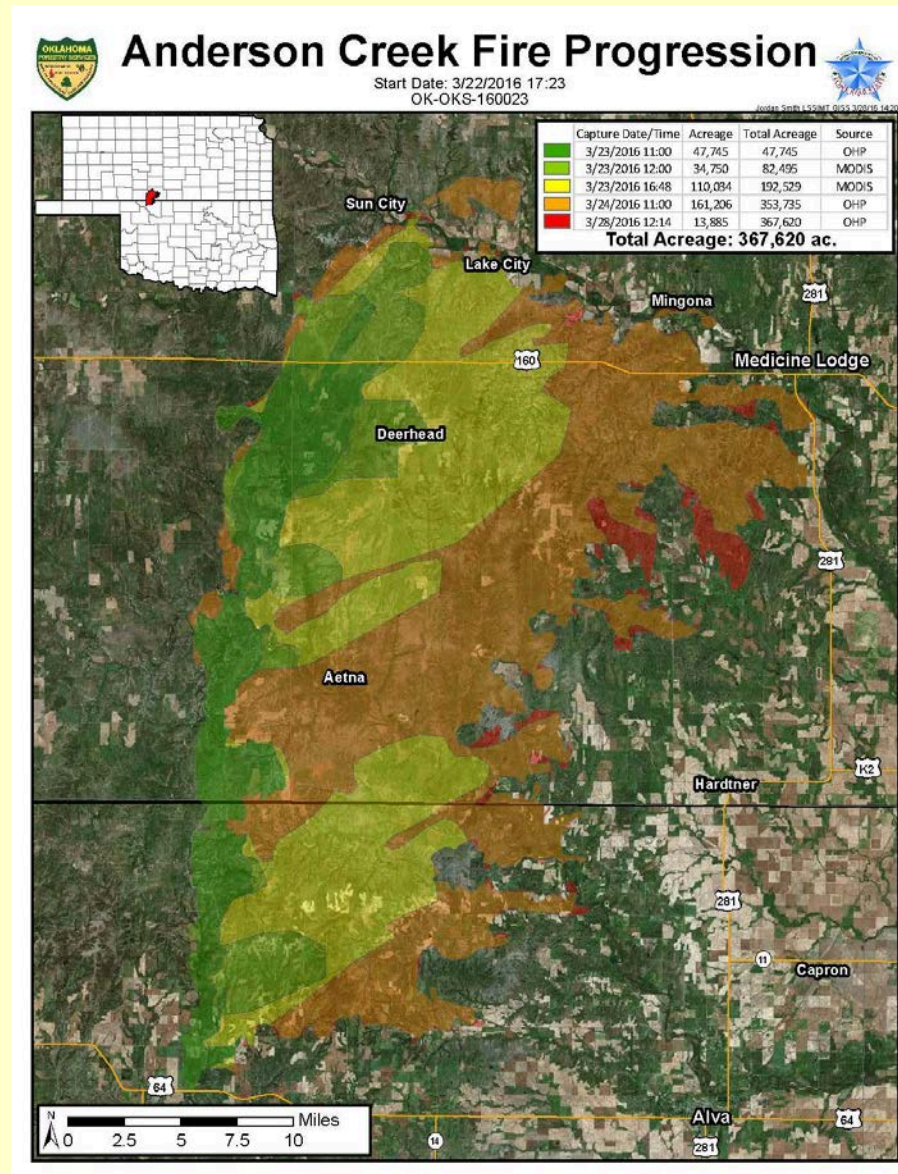 OKLAHOMA
FORESTRY SERVICES
Anderson Creek Fire Progression
Start Date: 3/22/2016 17:23
OK-OKS-160023
Capture Date/Time Acreage Total Acreage Source
3/23/2016 11:00 47,745 47,745 OHP
3/23/2016 12:00 34,750 82,495 MODIS
3/23/2016 16:48 110,034 192,529 MODIS
3/24/2016 11:00 161,206 353,735 OHP
3/28/2016 12:14 13,885 367,620 OHP
Total Acreage: 367,620 ac.
Sun City
Lake City
Mingona
281
160
Medicine Lodge
Deerhead
281
Aetna
K2
Hardtner
281
11
Capron
64
N
Miles
0 2.5 5 7.5 10
14
Alva
281
64